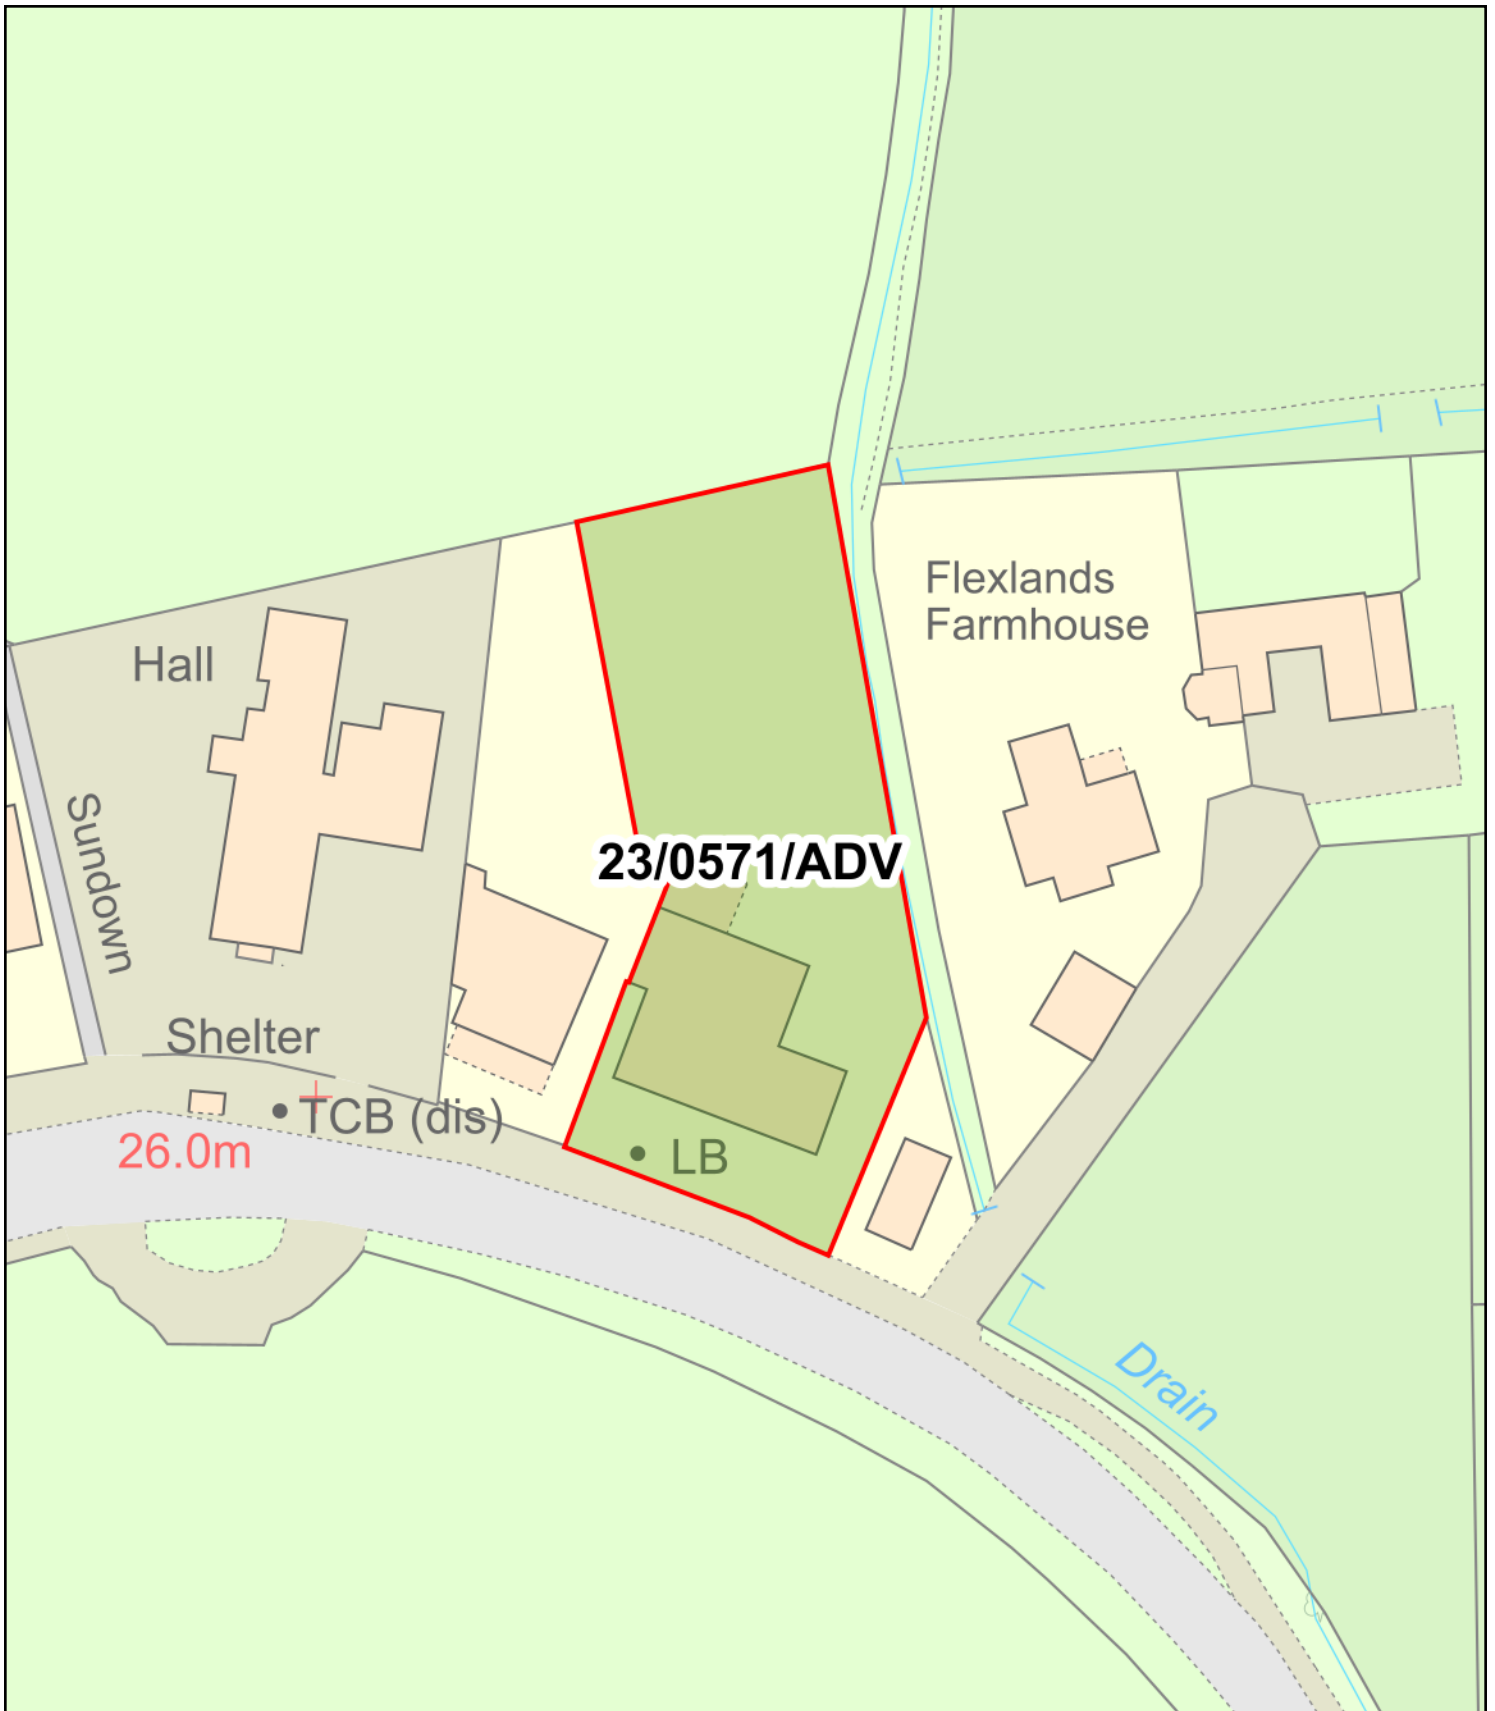 Flexlands
Farmhouse
Hall
Sundown
23/0571/ADV
Shelter
TCB (dis)
26.0m
LB
Drain